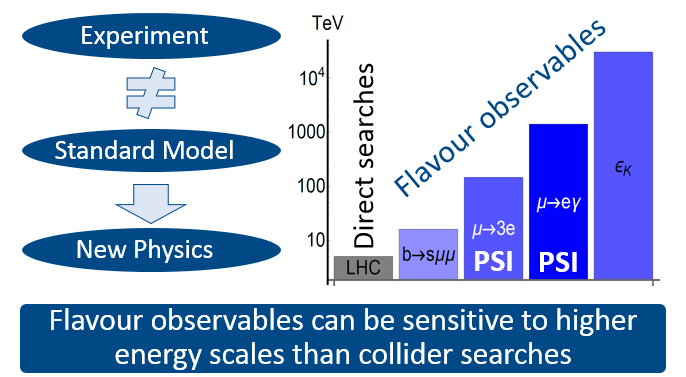 Experiment
≠
Standard Model
New Physics
TeV
10⁴
1000
100
10
Direct searches
Flavour observables
LHC
b→sμμ
μ→3e
PSI
μ→eγ
PSI
ϵK
Flavour observables can be sensitive to higher
energy scales than collider searches